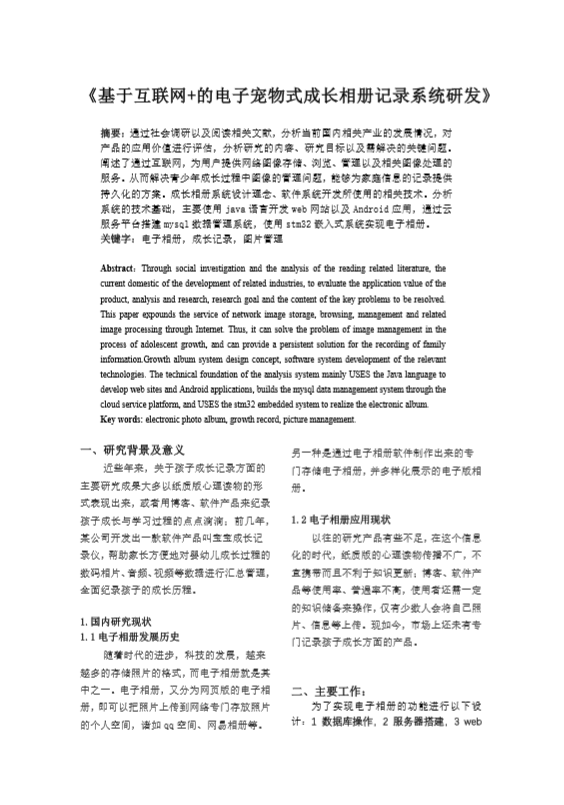 《基于互联网+的电子宠物式成长相册记录系统研发》
摘要：通过社会调研以及阅读相关文献，分析当前国内相关产业的发展情况，对
产品的应用价值进行评估，分析研究的内容、研究目标以及需解决的关键问题。
阐述了通过互联网，为用户提供网络图像存储、浏览、管理以及相关图像处理的
服务。从而解决青少年成长过程中图像的管理问题，能够为家庭信息的记录提供
持久化的方案。成长相册系统设计理念、软件系统开发所使用的相关技术。分析
系统的技术基础，主要使用 java 语言开发 web 网站以及 Android 应用，通过云
服务平台搭建 mysql 数据管理系统，使用 stm32 嵌入式系统实现电子相册。
关键字：电子相册，成长记录，图片管理
Abstract: Through social investigation and the analysis of the reading related literature, the
current domestic of the development of related industries, to evaluate the application value of the
product, analysis and research, research goal and the content of the key problems to be resolved.
This paper expounds the service of network image storage, browsing, management and related
image processing through Internet. Thus, it can solve the problem of image management in the
process of adolescent growth, and can provide a persistent solution for the recording of family
information.Growth album system design concept, software system development of the relevant
technologies. The technical foundation of the analysis system mainly USES the Java language to
develop web sites and Android applications, builds the mysql data management system through the
cloud service platform, and USES the stm32 embedded system to realize the electronic album.
Key words: electronic photo album, growth record, picture management.
一、研究背景及意义
近些年来，关于孩子成长记录方面的
主要研究成果大多以纸质版心理读物的形
式表现出来，或者用博客、软件产品来纪录
孩子成长与学习过程的点点滴滴；前几年，
某公司开发出一款软件产品叫宝宝成长记
录仪，帮助家长方便地对婴幼儿成长过程的
数码相片、音频、视频等数据进行汇总管理，
全面纪录孩子的成长历程。
1.国内研究现状
1.1 电子相册发展历史
随着时代的进步，科技的发展，越来
越多的存储照片的格式，而电子相册就是其
中之一。电子相册，又分为网页版的电子相
册，即可以把照片上传到网络专门存放照片
的个人空间，诸如 qq 空间、网易相册等。
另一种是通过电子相册软件制作出来的专
门存储电子相册，并多样化展示的电子版相
册。
1.2 电子相册应用现状
以往的研究产品有些不足，在这个信息
化的时代，纸质版的心理读物传播不广，不
宜携带而且不利于知识更新；博客、软件产
品等使用率、普遍率不高，使用者还需一定
的知识储备来操作，仅有少数人会将自己照
片、信息等上传。现如今，市场上还未有专
门记录孩子成长方面的产品。
二、主要工作：
为了实现电子相册的功能进行以下设
计：1 数据库操作，2 服务器搭建，3 web